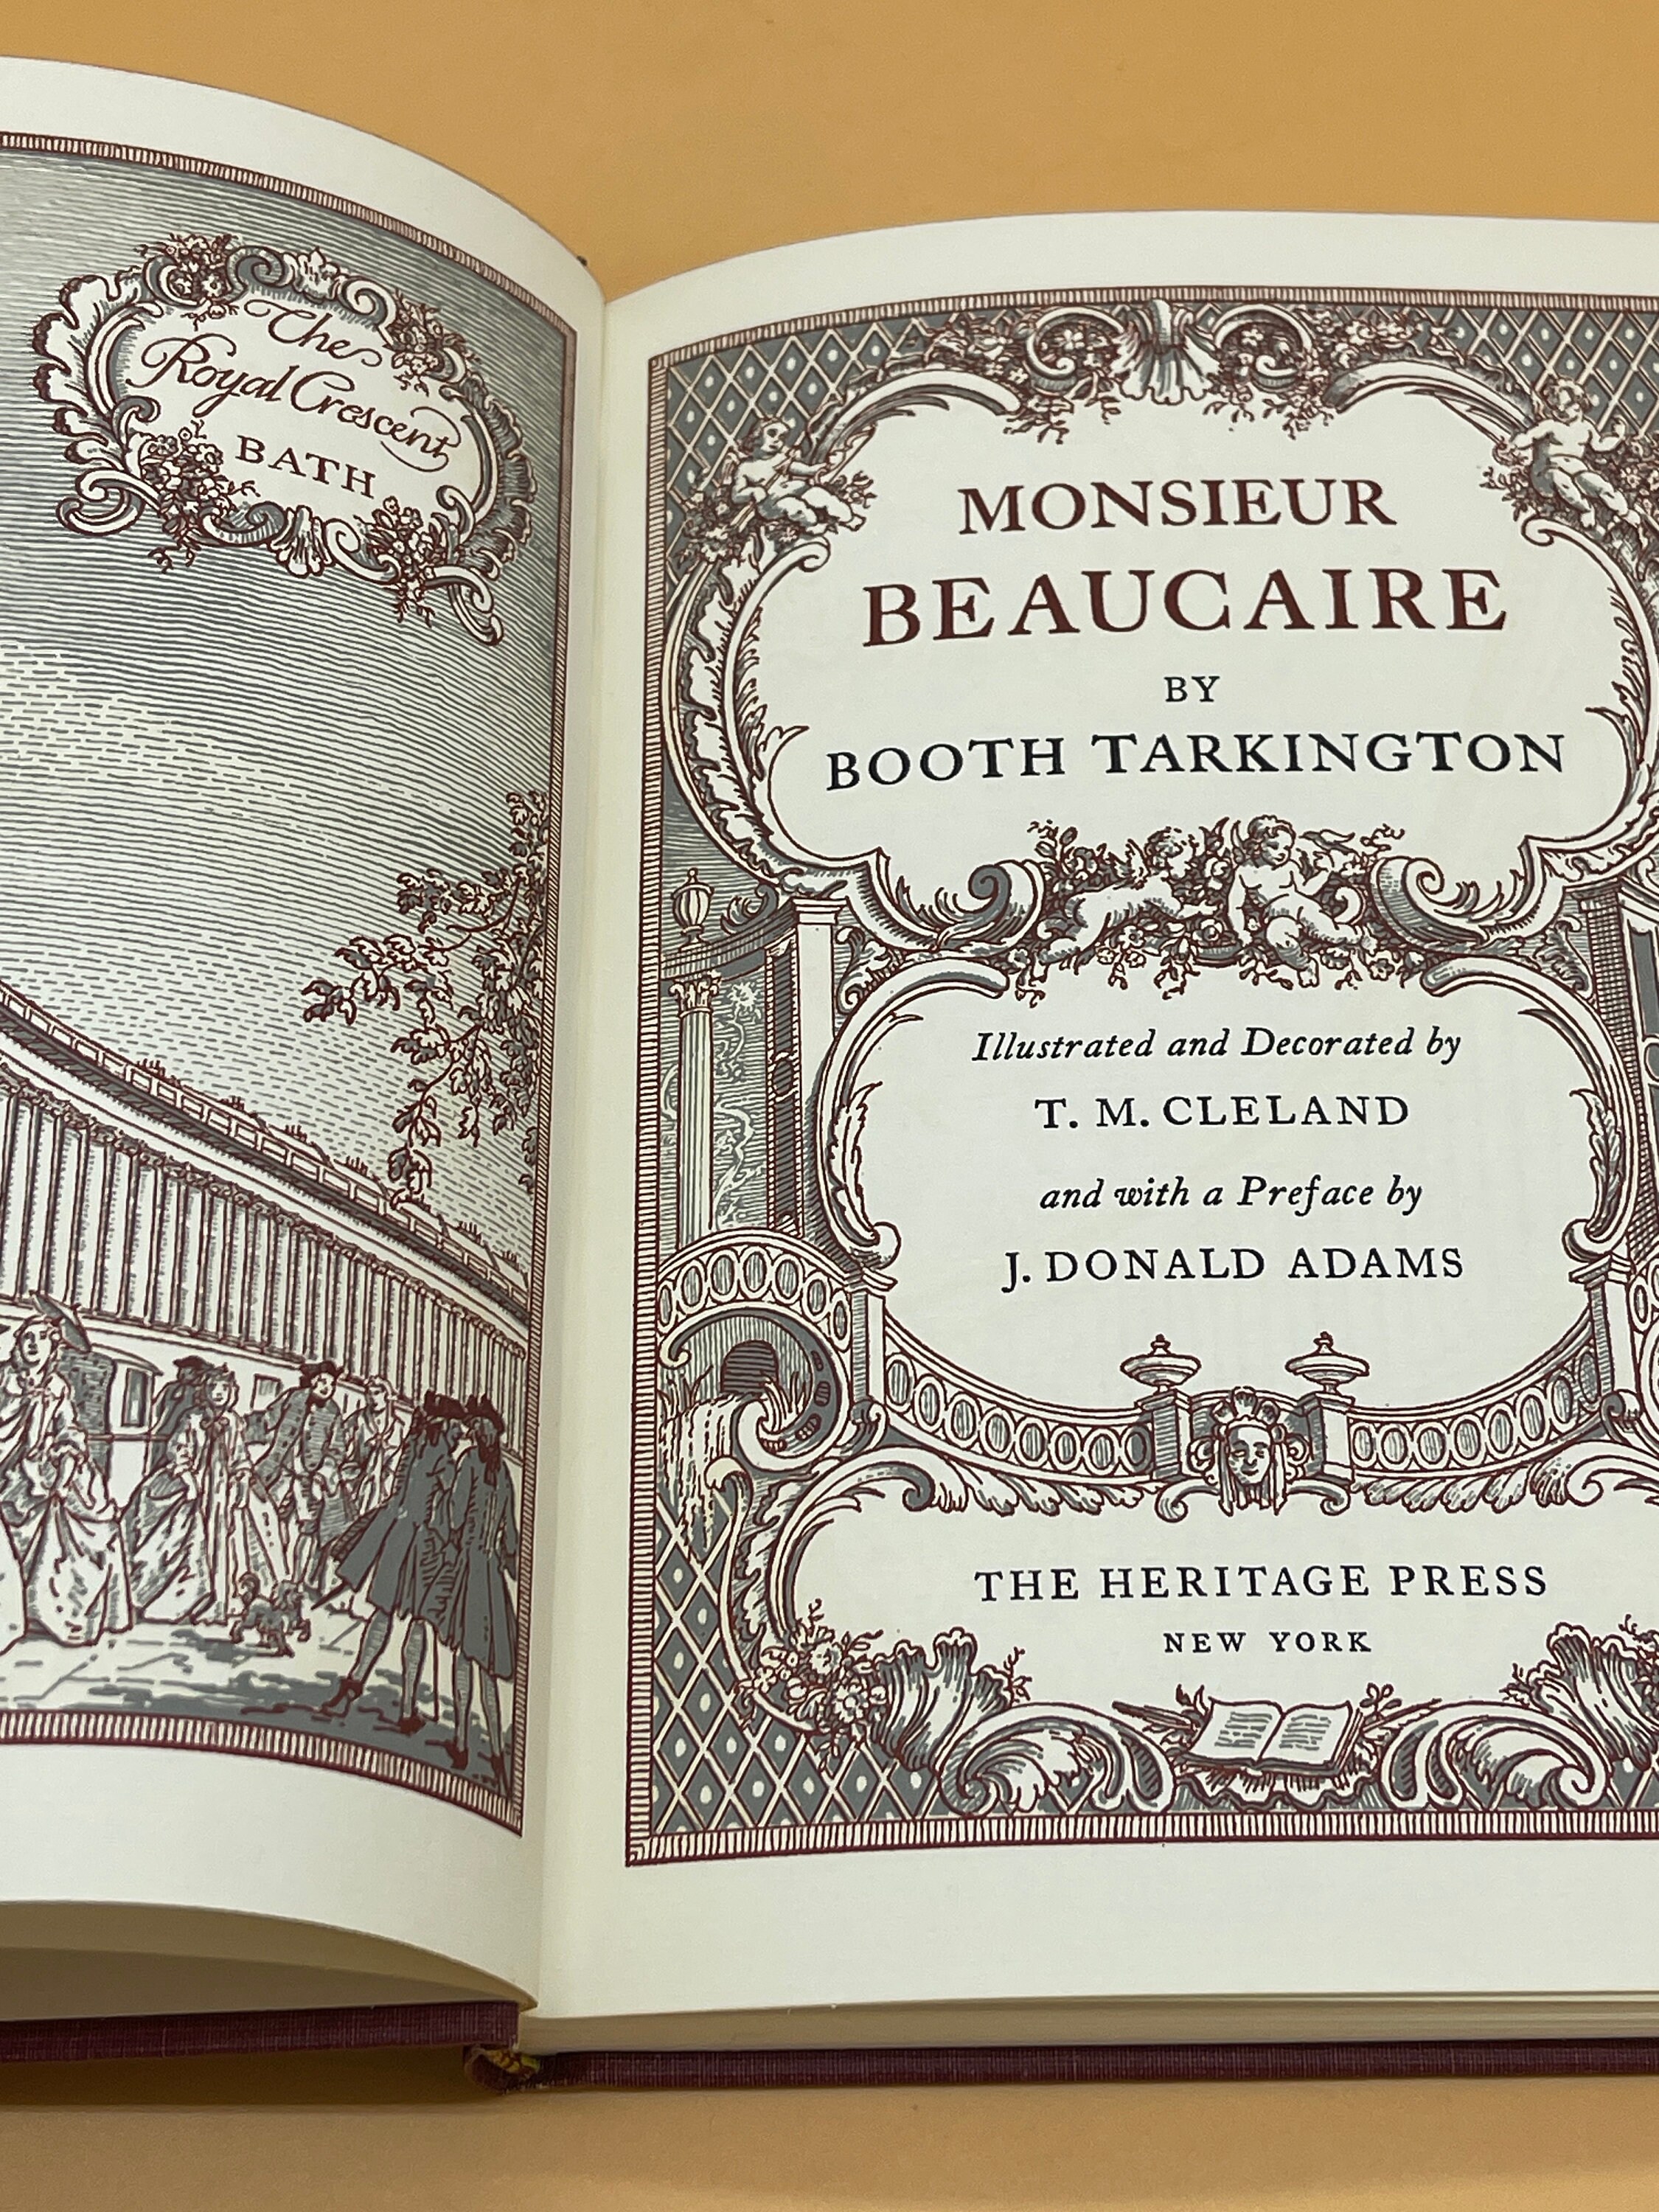 The
Royal Crescent
BATH
MONSIEUR
BEAUCAIRE
BY
BOOTH TARKINGTON
Illustrated and Decorated by
T. M. CLELAND
and with a Preface by
J. DONALD ADAMS
THE HERITAGE PRESS
NEW YORK